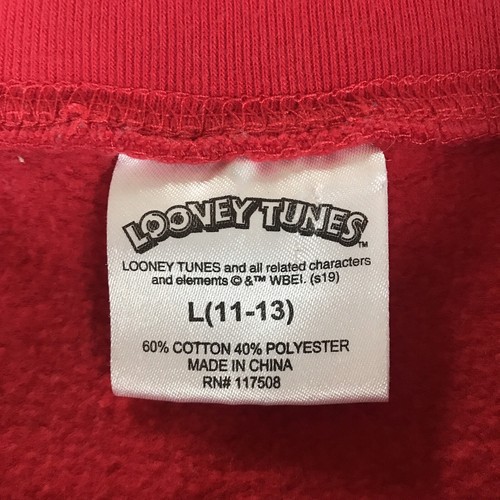 LOONEY TUNES™
LOONEY TUNES and all related characters
and elements © &™ WBEI. (s19)
L(11-13)
60% COTTON 40% POLYESTER
MADE IN CHINA
RN# 117508